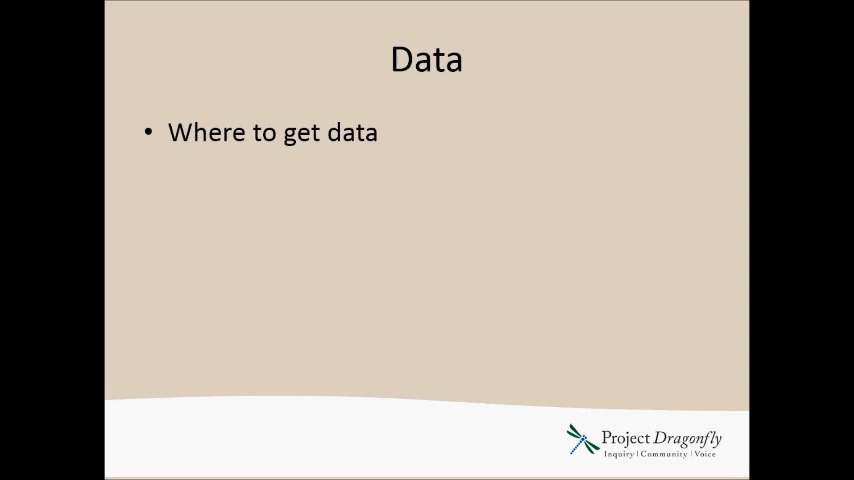 Data
• Where to get data
Project Dragonfly
Inquiry | Community | Voice